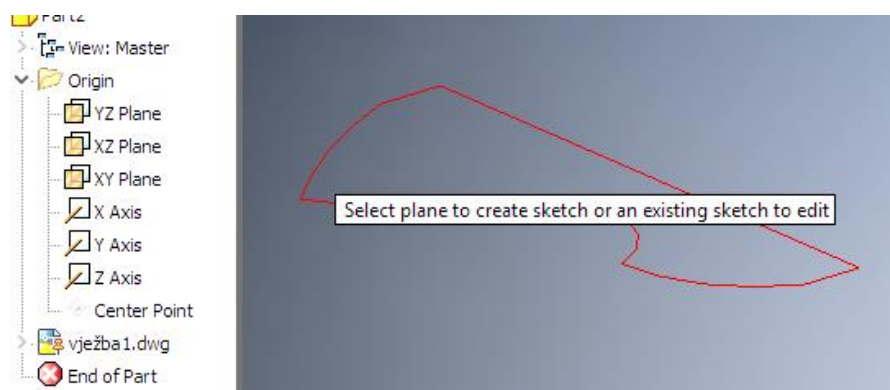 Part2
View: Master
Origin
YZ Plane
XZ Plane
XY Plane
X Axis
Y Axis
Z Axis
Center Point
vježba1.dwg
End of Part
Select plane to create sketch or an existing sketch to edit